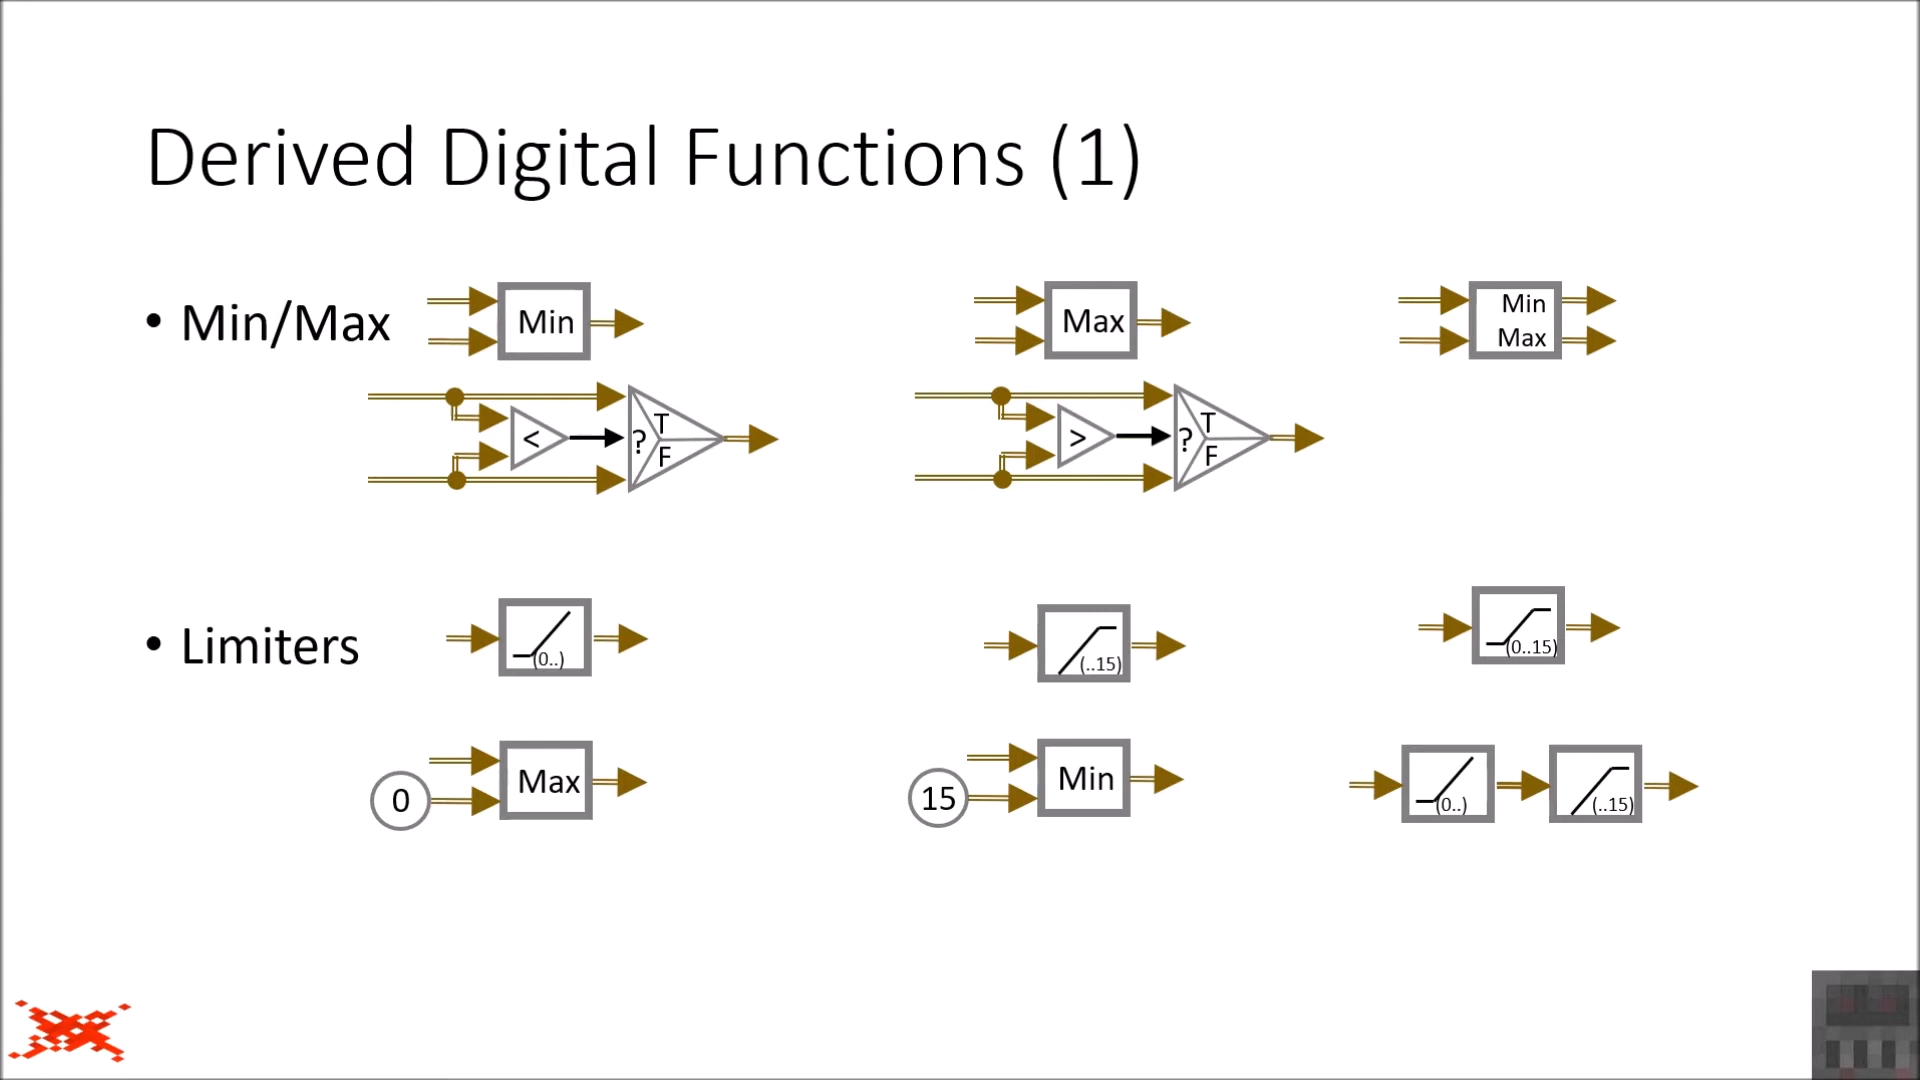 Derived Digital Functions (1)
• Min/Max
Min
Max
Min
Max
<
?
T
F
>
?
T
F
• Limiters
(0..)
(..15)
(0..15)
0
Max
15
Min
(0..)
(..15)